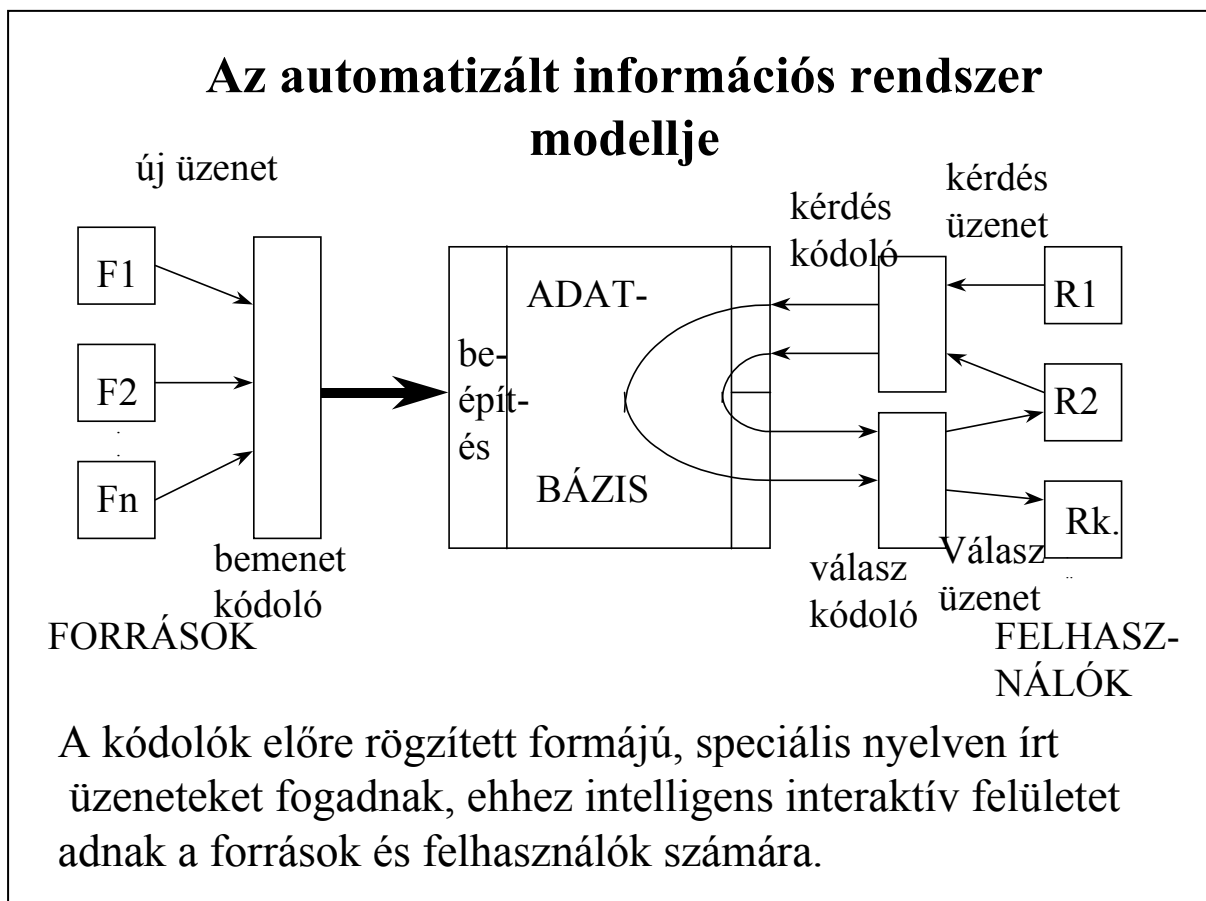 Az automatizált információs rendszer
modellje
új üzenet
kérdés
üzenet
kérdés
kódoló
F1
ADAT-
R1
be-
épít-
és
F2
R2
Fn
BÁZIS
Rk.
bemenet
kódoló
válasz
kódoló
Válasz
üzenet
FORRÁSOK
FELHASZ-
NÁLÓK
A kódolók előre rögzített formájú, speciális nyelven írt
üzeneteket fogadnak, ehhez intelligens interaktív felületet
adnak a források és felhasználók számára.